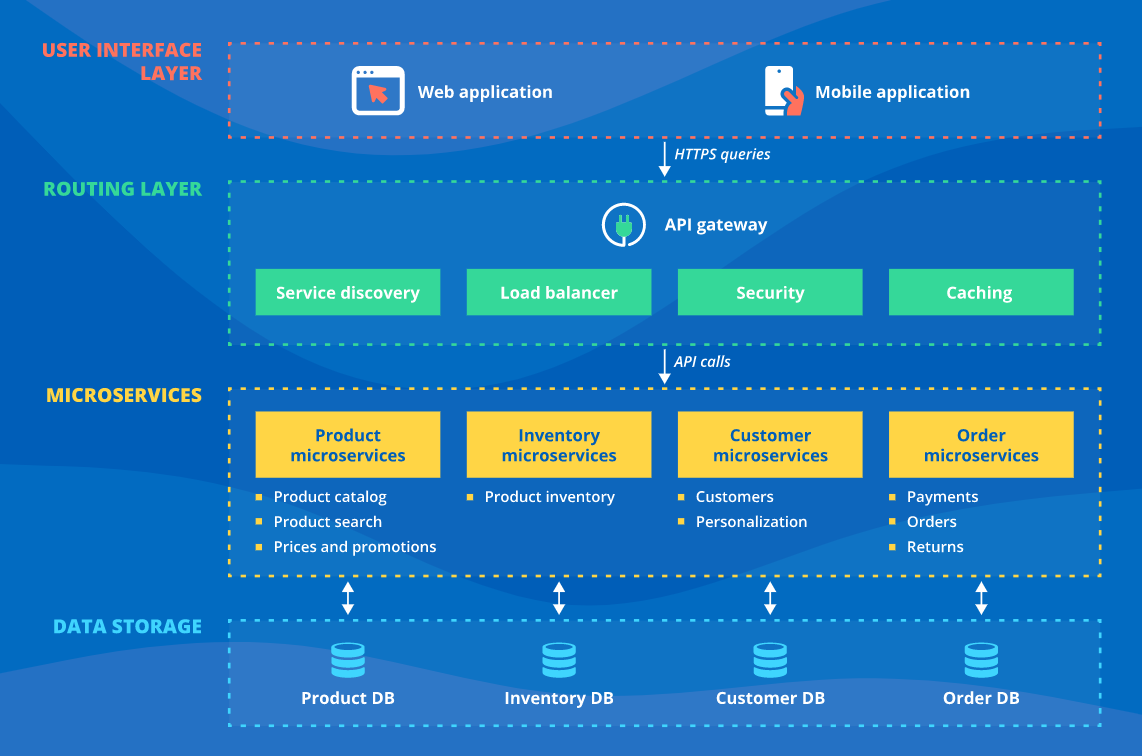 USER INTERFACE
LAYER
Web application
Mobile application
HTTPS queries
ROUTING LAYER
API gateway
Service discovery
Load balancer
Security
Caching
API calls
MICROSERVICES
Product
microservices
Inventory
microservices
Customer
microservices
Order
microservices
Product catalog
Product search
Prices and promotions
Product inventory
Customers
Personalization
Payments
Orders
Returns
DATA STORAGE
Product DB
Inventory DB
Customer DB
Order DB